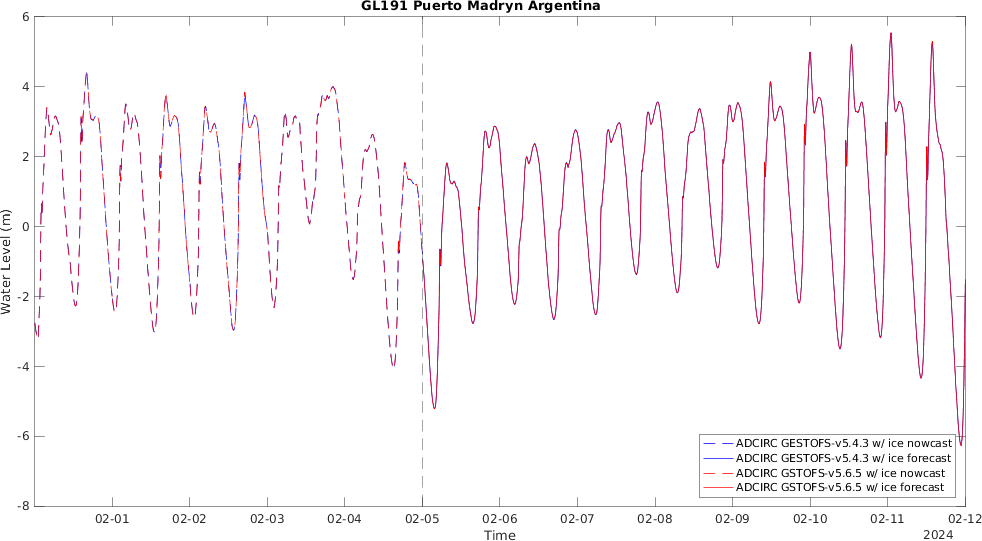 GL191 Puerto Madryn Argentina
6
4
2
0
-2
-4
-6
-8
Water Level (m)
ADCIRC GESTOFS-v5.4.3 w/ ice nowcast
ADCIRC GESTOFS-v5.4.3 w/ ice forecast
ADCIRC GSTOFS-v5.6.5 w/ ice nowcast
ADCIRC GSTOFS-v5.6.5 w/ ice forecast
02-01 02-02 02-03 02-04 02-05 02-06 02-07 02-08 02-09 02-10 02-11 02-12
Time
2024